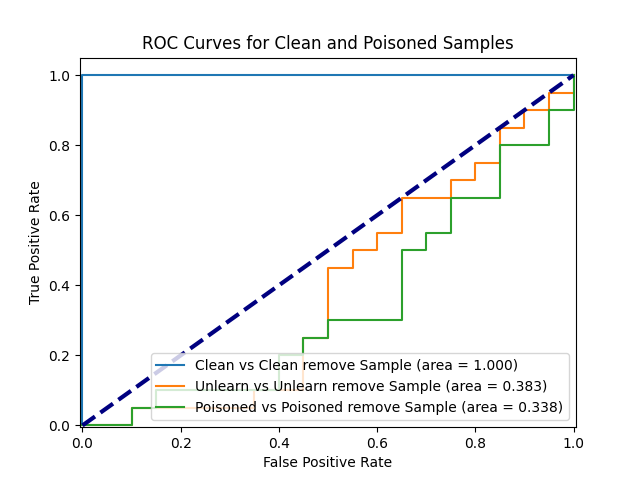 ROC Curves for Clean and Poisoned Samples
1.0
0.8
0.6
0.4
0.2
0.0
True Positive Rate
Clean vs Clean remove Sample (area = 1.000)
Unlearn vs Unlearn remove Sample (area = 0.383)
Poisoned vs Poisoned remove Sample (area = 0.338)
0.0 0.2 0.4 0.6 0.8 1.0
False Positive Rate